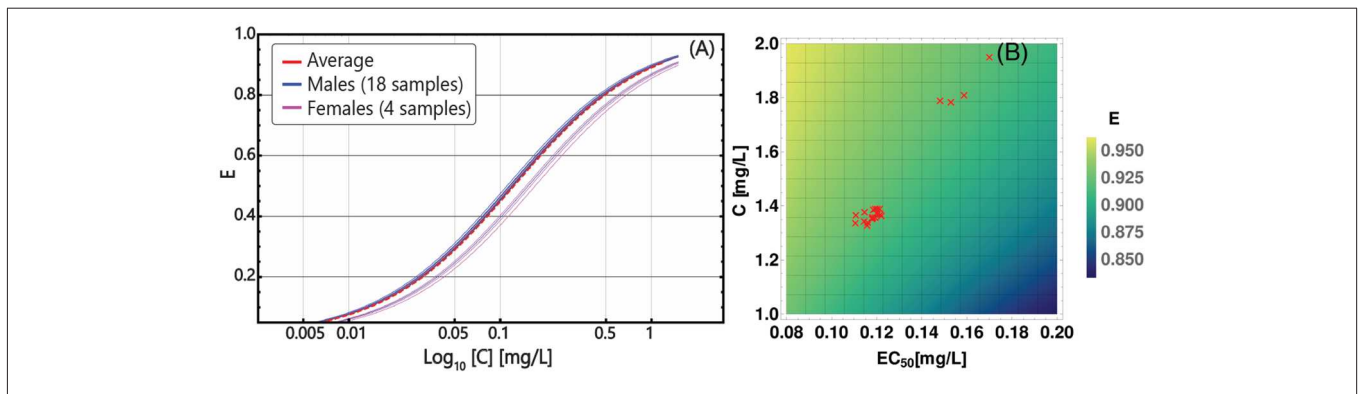 (A)
Average
Males (18 samples)
Females (4 samples)
1.0
0.8
0.6
0.4
0.2
E
0.005 0.01 0.05 0.1 0.5 1
Log10 [C] [mg/L]
(B)
2.0
1.8
1.6
1.4
1.2
1.0
C [mg/L]
0.08 0.10 0.12 0.14 0.16 0.18 0.20
EC50[mg/L]
E
0.950
0.925
0.900
0.875
0.850